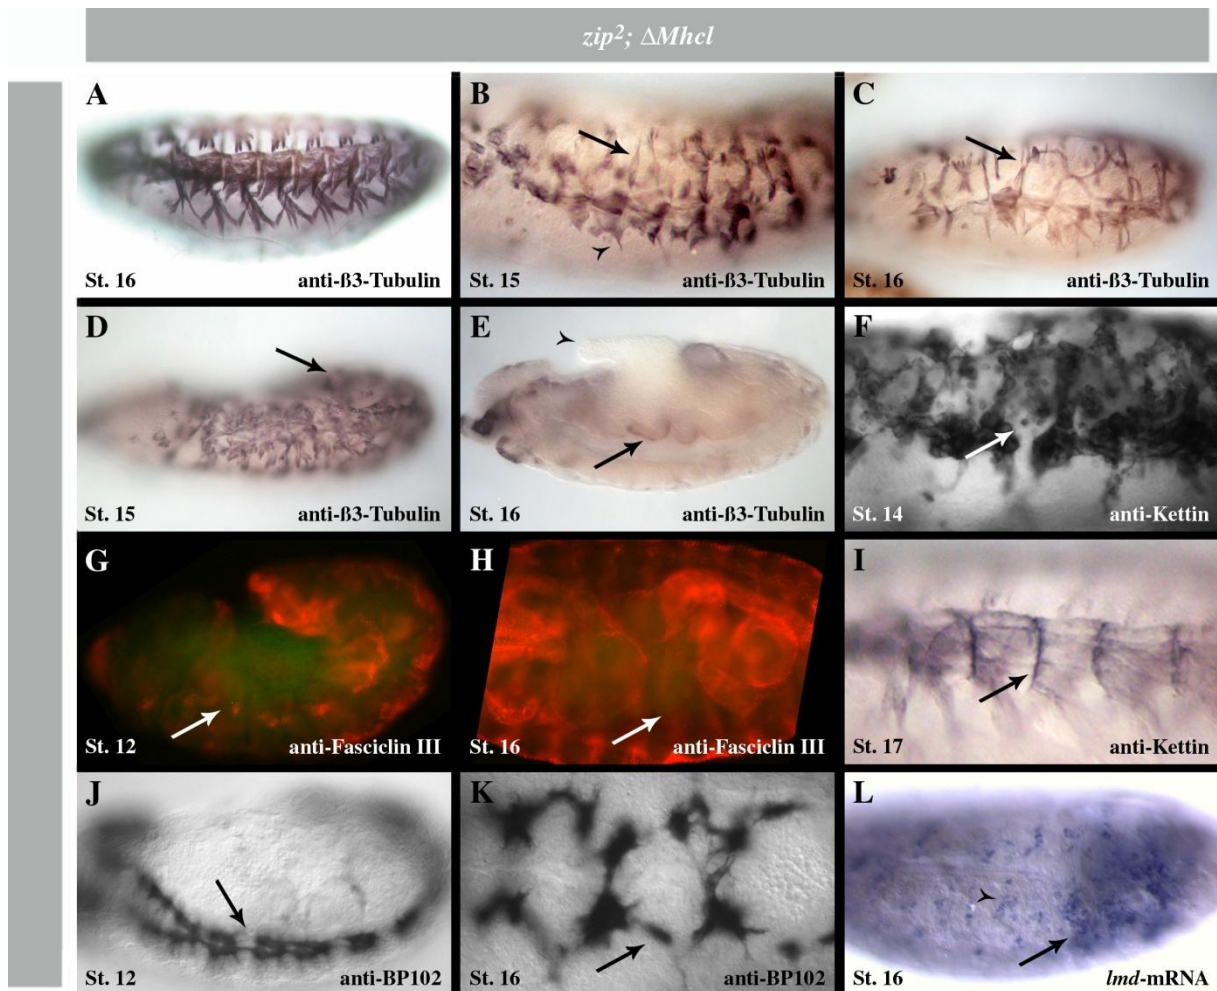 zip²; ΔMhcl
A
St. 16 anti-ß3-Tubulin
B
St. 15 anti-ß3-Tubulin
C
St. 16 anti-ß3-Tubulin
D
St. 15 anti-ß3-Tubulin
E
St. 16 anti-ß3-Tubulin
F
St. 14 anti-Kettin
G
St. 12 anti-Fasciclin III
H
St. 16 anti-Fasciclin III
I
St. 17 anti-Kettin
J
St. 12 anti-BP102
K
St. 16 anti-BP102
L
St. 16 lmd-mRNA